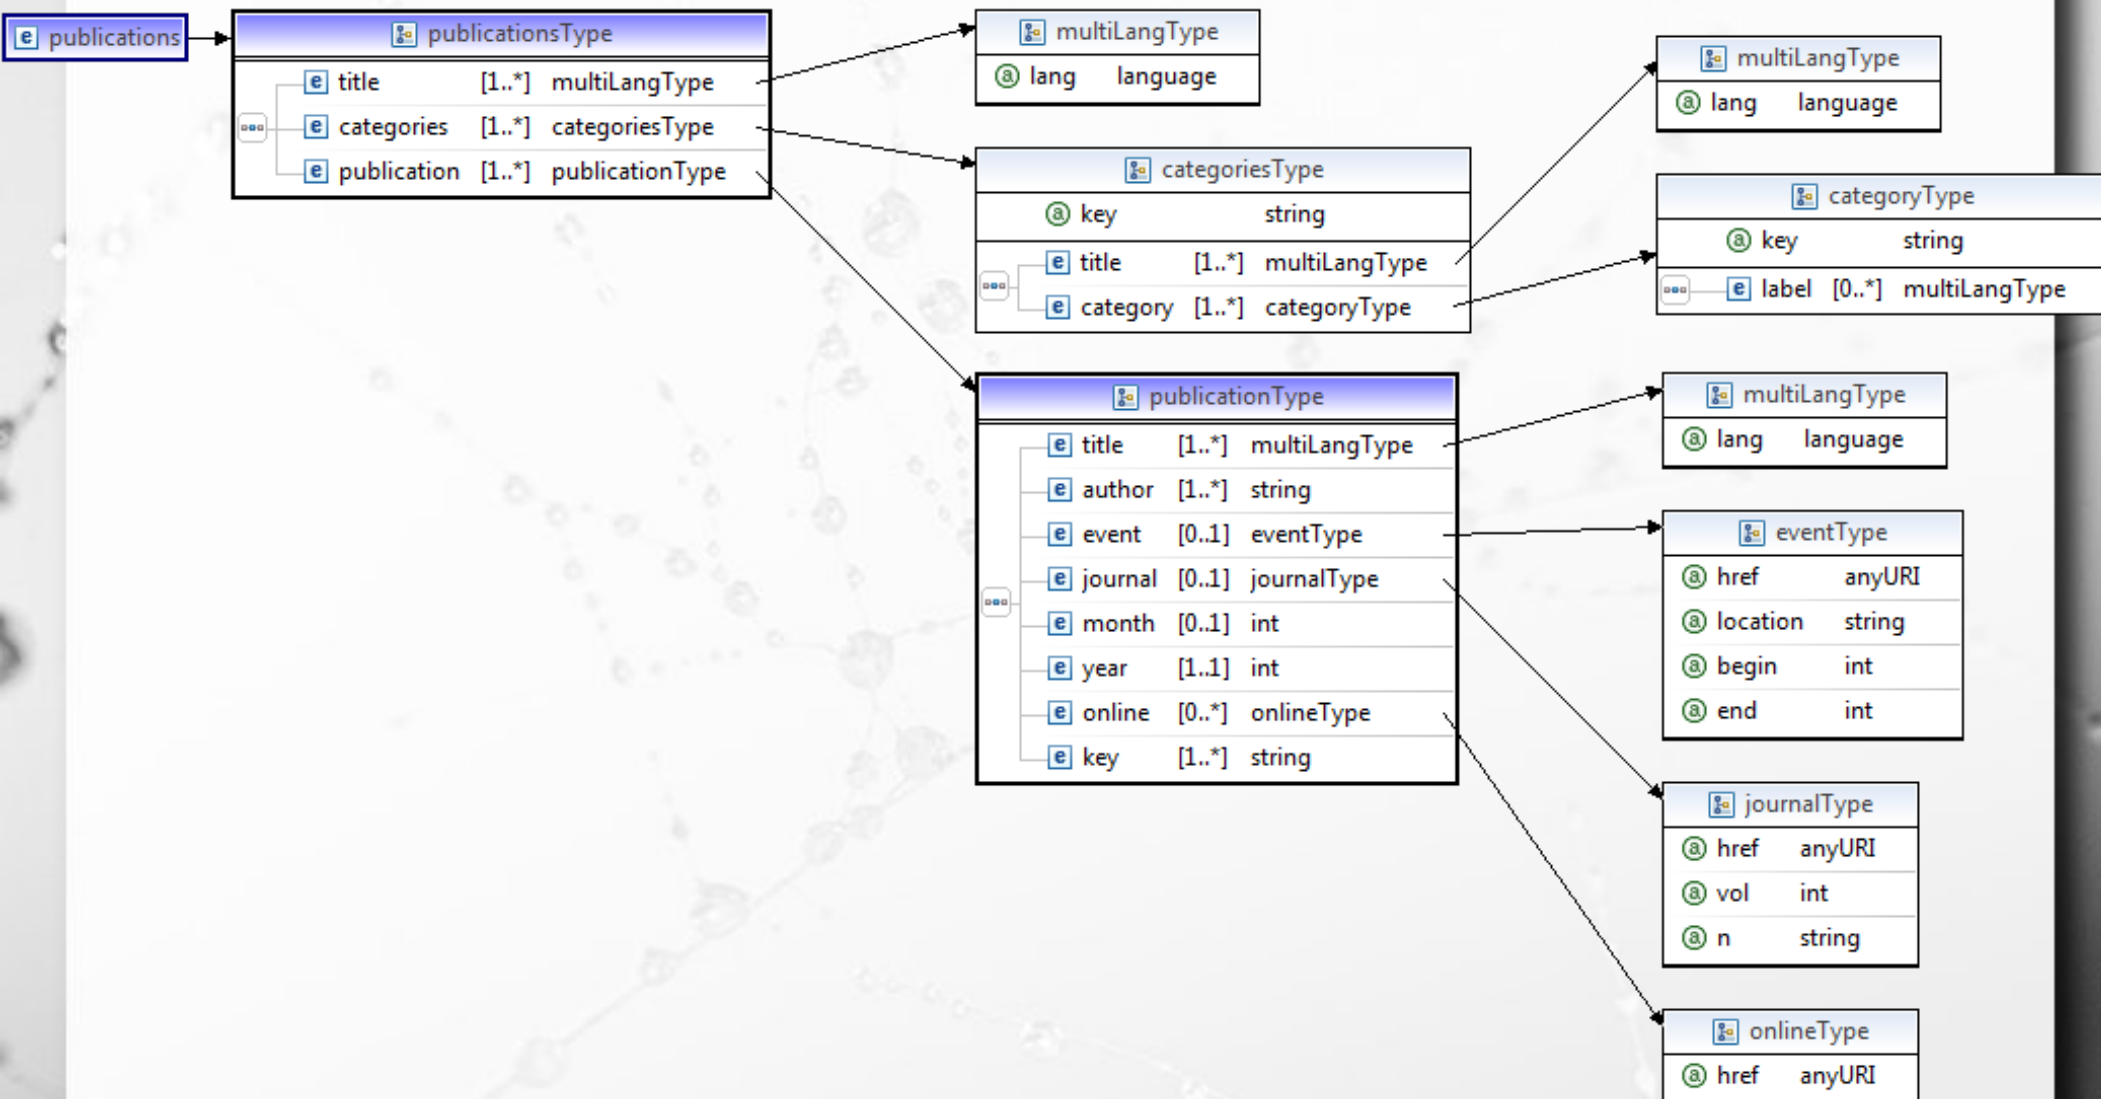 e publications
publicationsType
e title [1..*] multiLangType
e categories [1..*] categoriesType
e publication [1..*] publicationType
multiLangType
a lang language
categoriesType
a key string
e title [1..*] multiLangType
e category [1..*] categoryType
multiLangType
a lang language
categoryType
a key string
e label [0..*] multiLangType
publicationType
e title [1..*] multiLangType
e author [1..*] string
e event [0..1] eventType
e journal [0..1] journalType
e month [0..1] int
e year [1..1] int
e online [0..*] onlineType
e key [1..*] string
multiLangType
a lang language
eventType
a href anyURI
a location string
a begin int
a end int
journalType
a href anyURI
a vol int
a n string
onlineType
a href anyURI